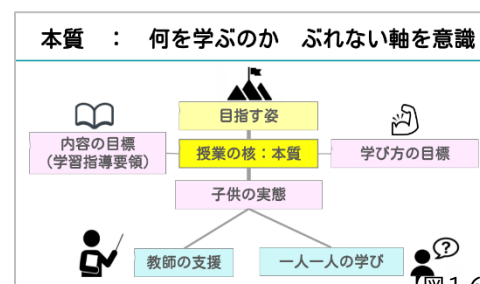 本質 ： 何を学ぶのか ぶれない軸を意識
目指す姿
内容の目標
（学習指導要領）
授業の核：本質
学び方の目標
子供の実態
教師の支援
一人一人の学び
?